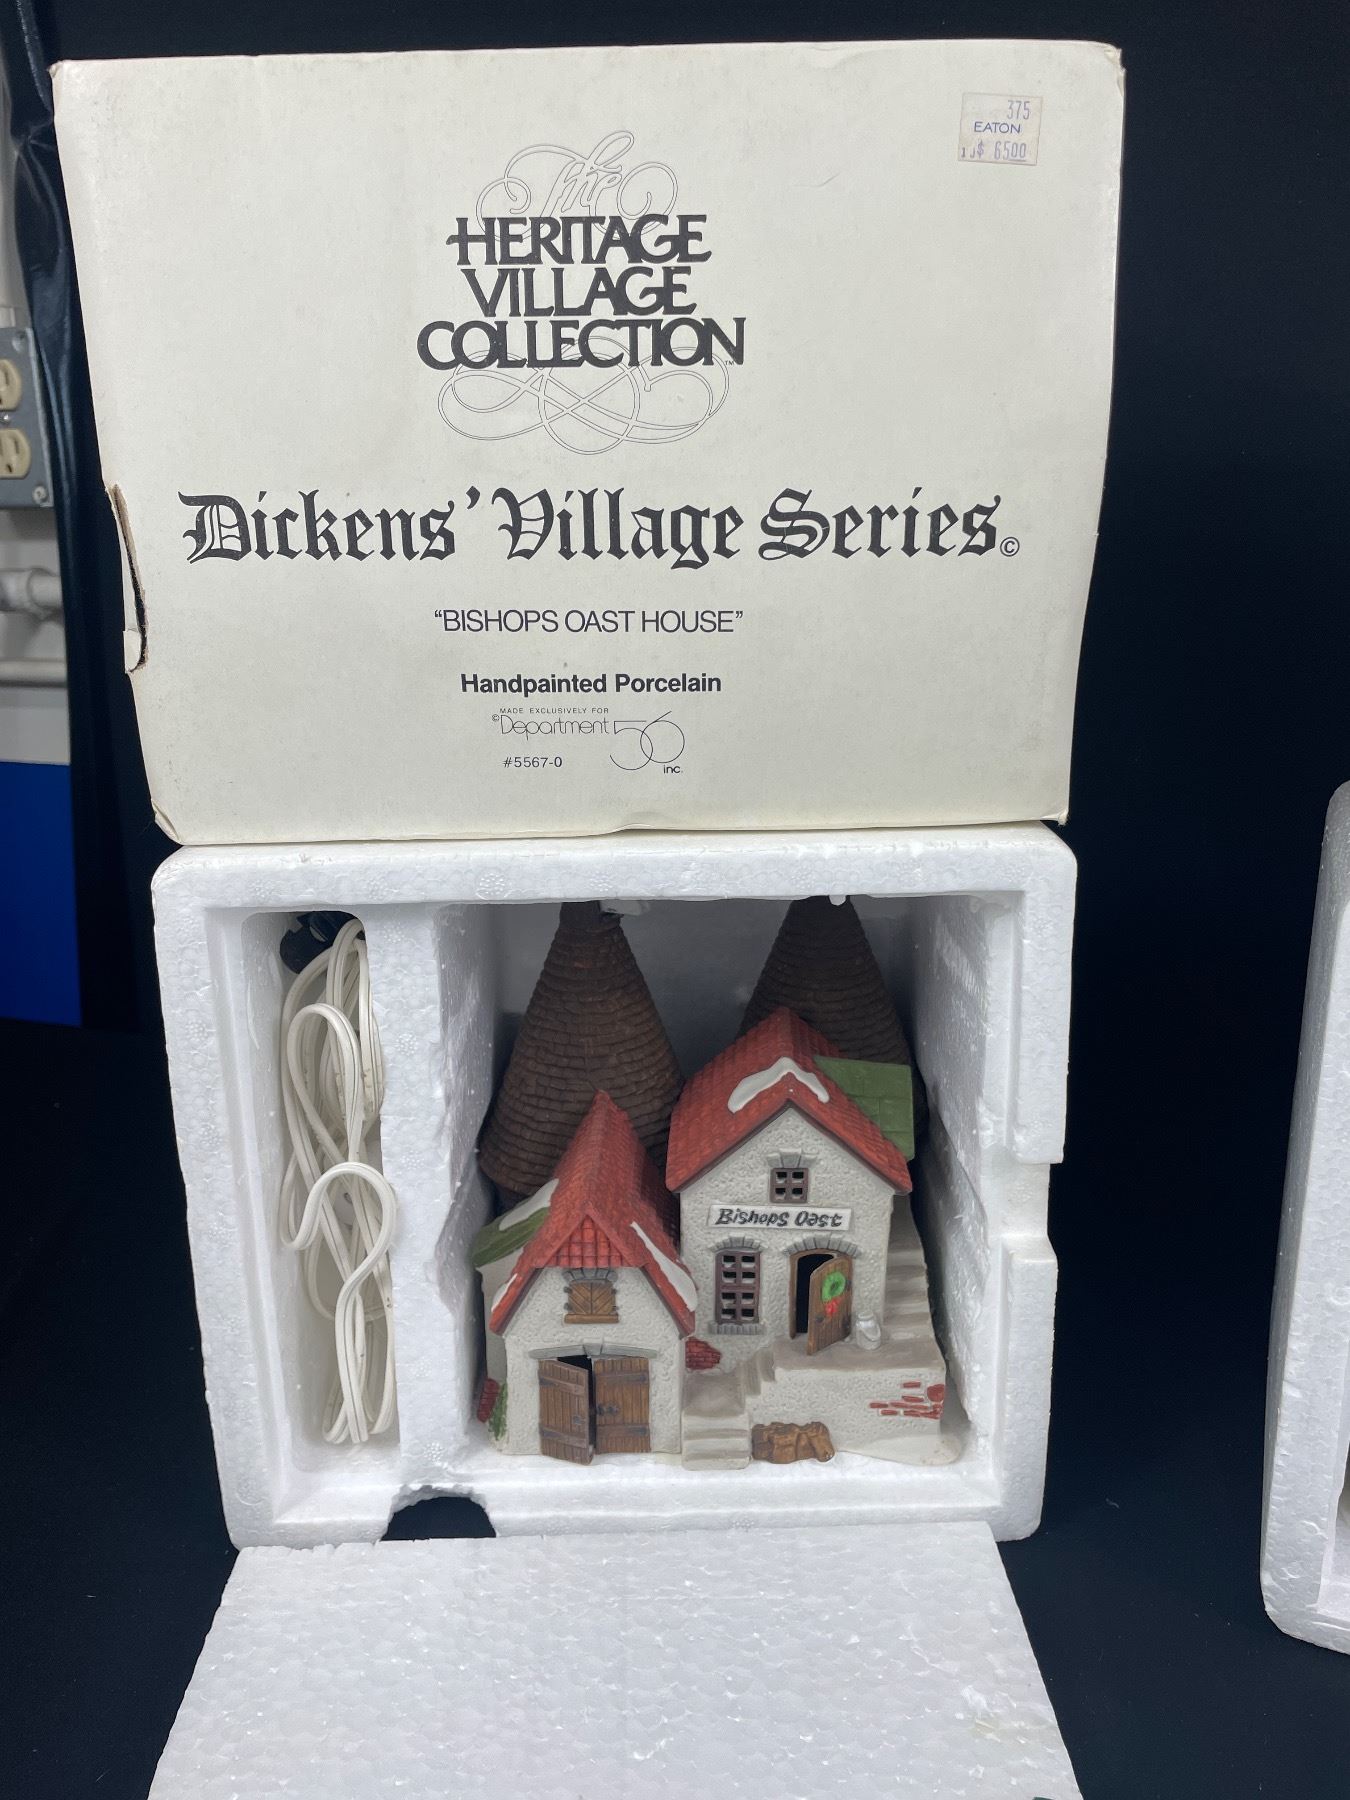 375
EATON
$ 6500
The
HERITAGE
VILLAGE
COLLECTION™
Dickens' Village Series©
"BISHOPS OAST HOUSE"
Handpainted Porcelain
MADE EXCLUSIVELY FOR
©Department 56
inc.
#5567-0
Bishops Oast